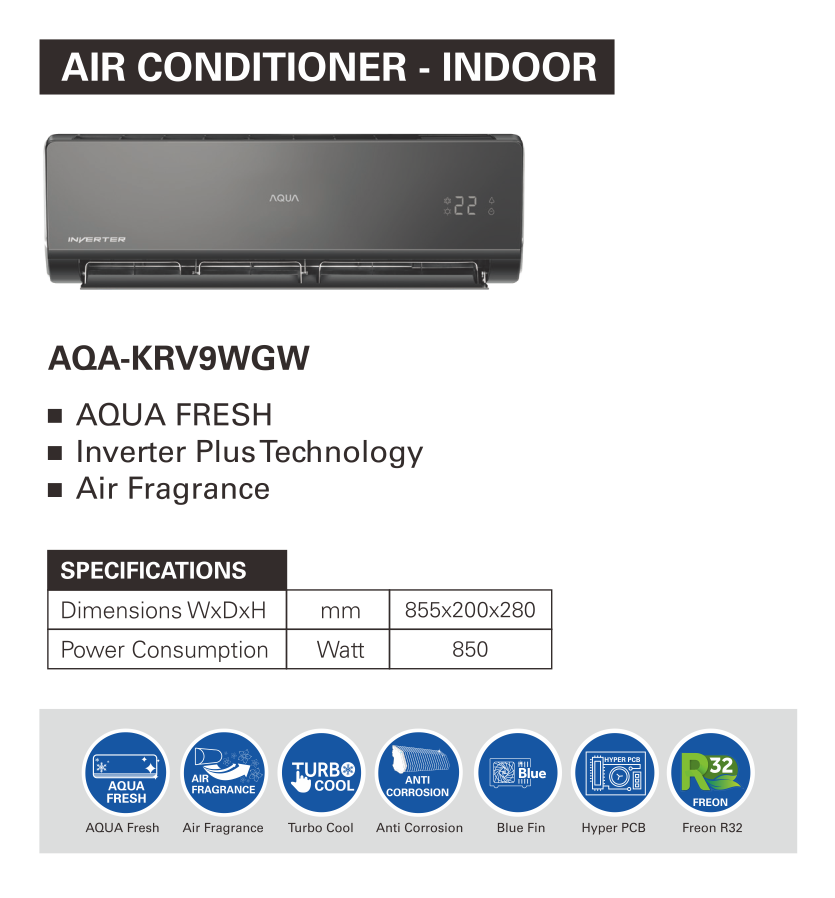 AIR CONDITIONER - INDOOR
AQUA
22
INVERTER
AQA-KRV9WGW
AQUA FRESH
Inverter Plus Technology
Air Fragrance
SPECIFICATIONS
Dimensions WxDxH mm 855x200x280
Power Consumption Watt 850
AQUA
FRESH
AIR
FRAGRANCE
TURBO
COOL
ANTI
CORROSION
Blue
HYPER PCB
R32
FREON
AQUA Fresh
Air Fragrance
Turbo Cool
Anti Corrosion
Blue Fin
Hyper PCB
Freon R32